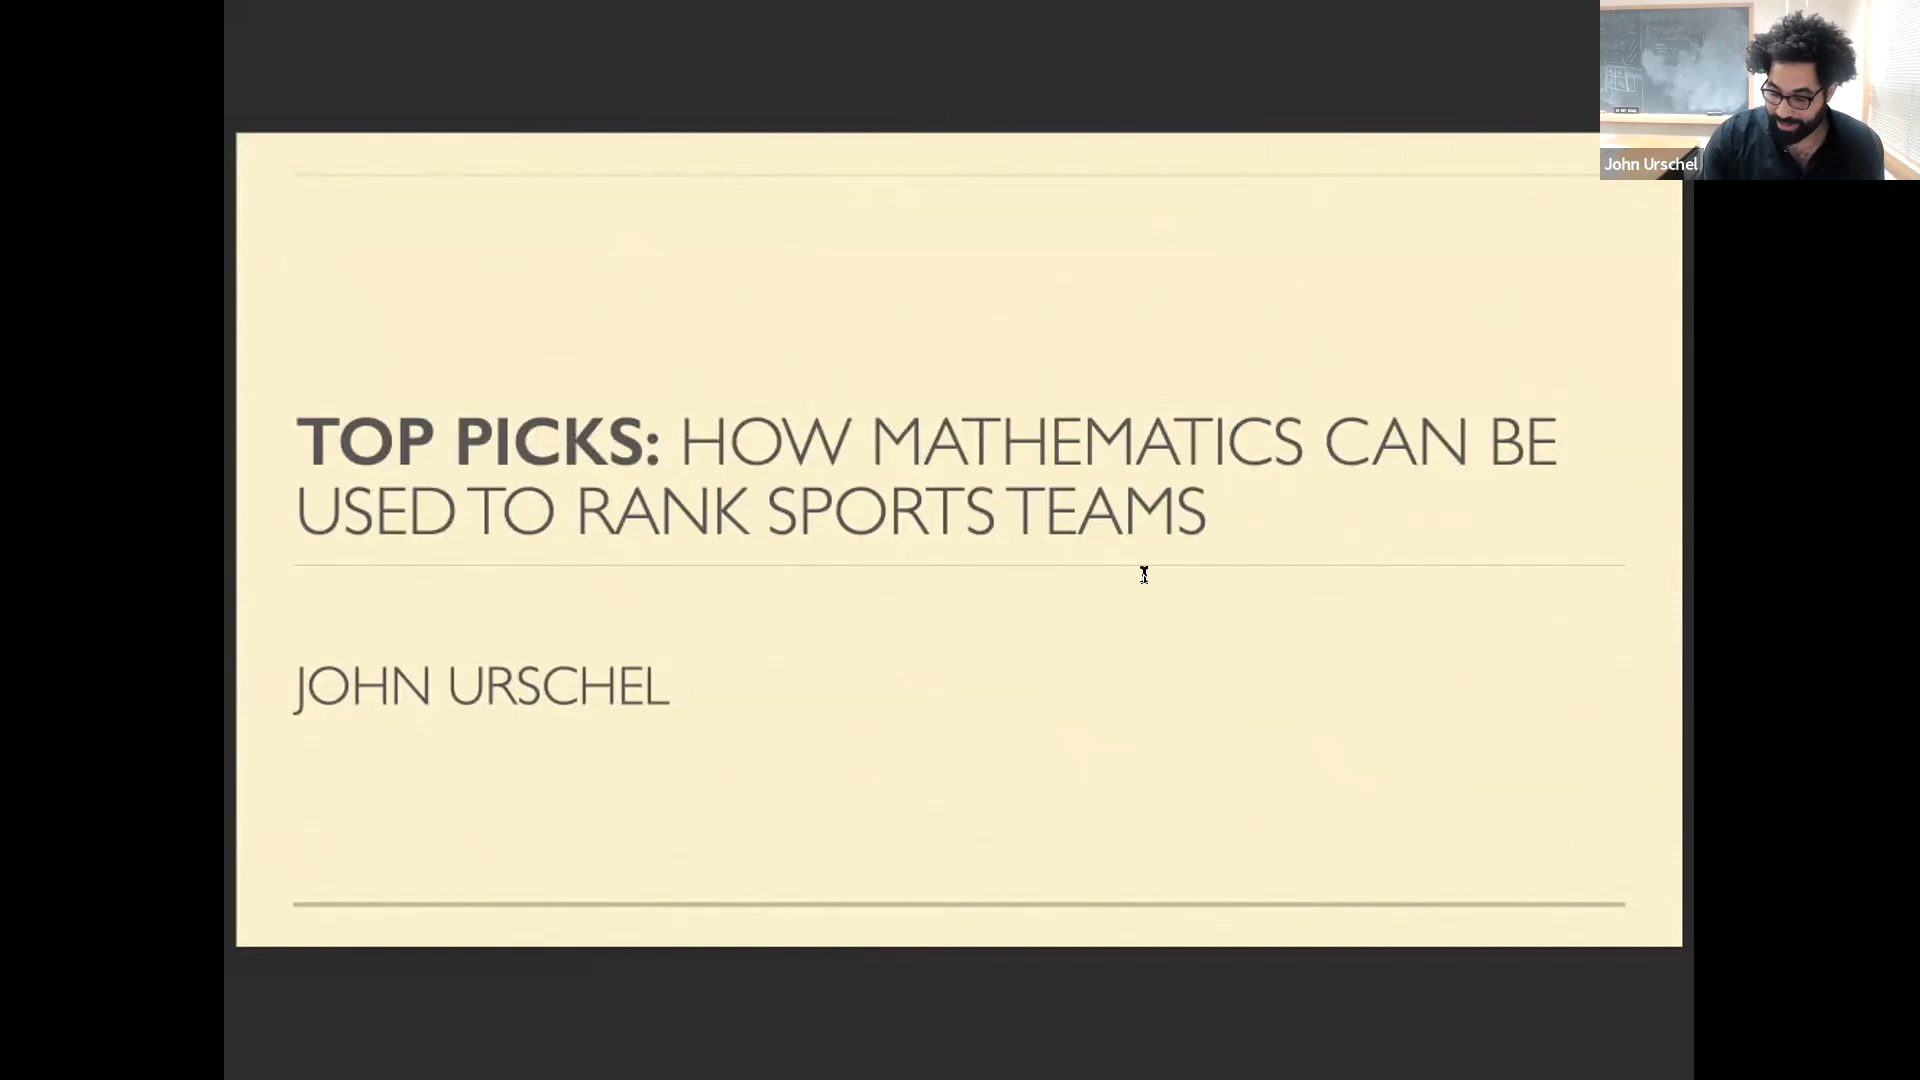 John Urschel
TOP PICKS: HOW MATHEMATICS CAN BE
USED TO RANK SPORTS TEAMS
JOHN URSCHEL